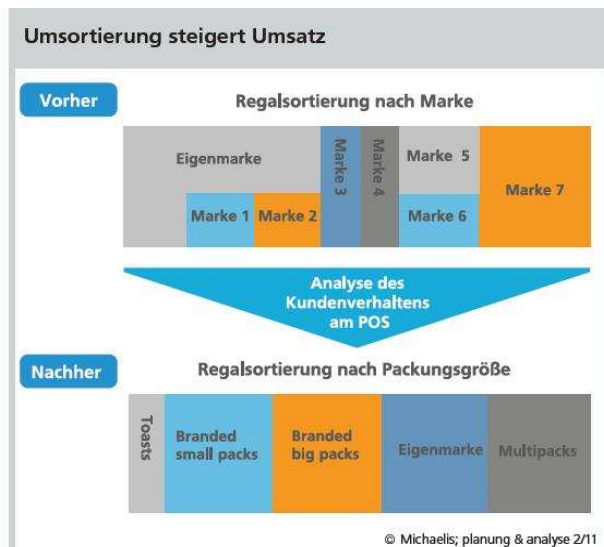 Umsortierung steigert Umsatz
Vorher
Regalsortierung nach Marke
Eigenmarke
Marke 1
Marke 2
Marke 3
Marke 4
Marke 5
Marke 6
Marke 7
Analyse des
Kundenverhaltens
am POS
Nachher
Regalsortierung nach Packungsgröße
Toasts
Branded
small packs
Branded
big packs
Eigenmarke
Multipacks
© Michaelis; planung & analyse 2/11